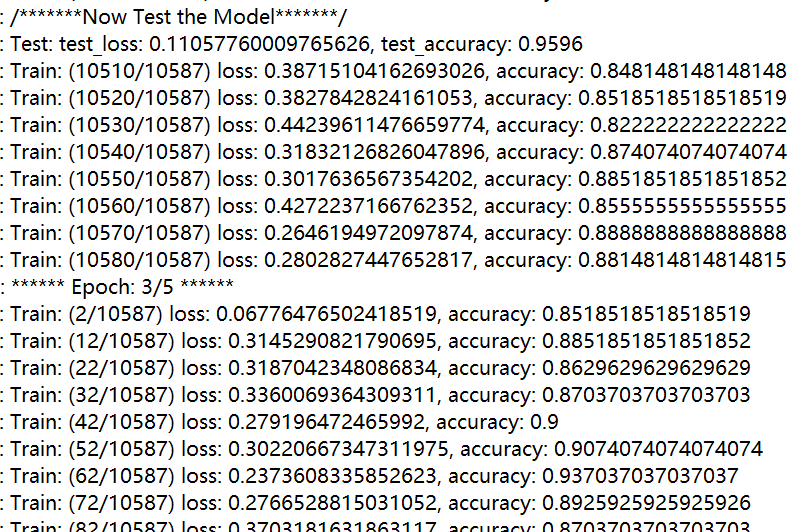 : /*******Now Test the Model*******/
: Test: test_loss: 0.11057760009765626, test_accuracy: 0.9596
: Train: (10510/10587) loss: 0.38715104162693026, accuracy: 0.848148148148148
: Train: (10520/10587) loss: 0.3827842824161053, accuracy: 0.8518518518518519
: Train: (10530/10587) loss: 0.44239611476659774, accuracy: 0.822222222222222
: Train: (10540/10587) loss: 0.31832126826047896, accuracy: 0.874074074074074
: Train: (10550/10587) loss: 0.3017636567354202, accuracy: 0.8851851851851852
: Train: (10560/10587) loss: 0.4272237166762352, accuracy: 0.8555555555555555
: Train: (10570/10587) loss: 0.2646194972097874, accuracy: 0.8888888888888888
: Train: (10580/10587) loss: 0.2802827447652817, accuracy: 0.8814814814814815
: ****** Epoch: 3/5 ******
: Train: (2/10587) loss: 0.06776476502418519, accuracy: 0.8518518518518519
: Train: (12/10587) loss: 0.3145290821790695, accuracy: 0.8851851851851852
: Train: (22/10587) loss: 0.3187042348086834, accuracy: 0.8629629629629629
: Train: (32/10587) loss: 0.3360069364309311, accuracy: 0.8703703703703703
: Train: (42/10587) loss: 0.279196472465992, accuracy: 0.9
: Train: (52/10587) loss: 0.30220667347311975, accuracy: 0.9074074074074074
: Train: (62/10587) loss: 0.2373608335852623, accuracy: 0.937037037037037
: Train: (72/10587) loss: 0.2766528815031052, accuracy: 0.8925925925925926
: Train: (82/10587) loss: 0.3703181631863117, accuracy: 0.8703703703703703